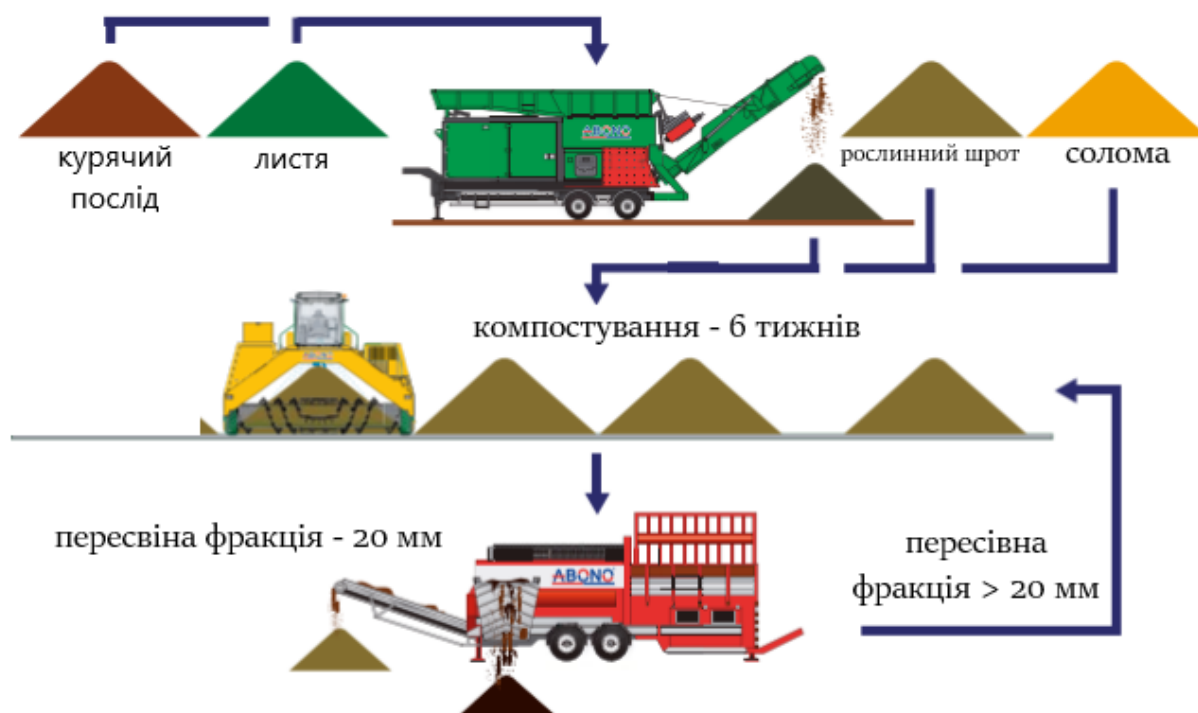 ABONO
курячий
послід
листя
рослинний шрот
солома
компостування - 6 тижнів
ABONO
пересвіна фракція - 20 мм
ABONO
пересівна
фракція > 20 мм